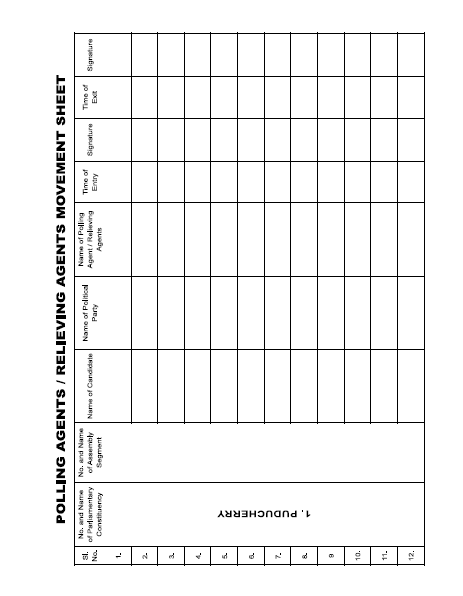 POLLING AGENTS / RELIEVING AGENTS MOVEMENT SHEET
Sl.
No.
No. and Name
of Parliamentary
Constituency
No. and Name
of Assembly
Segment
Name of Candidate
Name of Political
Party
Name of Polling
Agent / Relieving
Agents
Time of
Entry
Signature
Time of
Exit
Signature
1.
2.
3.
4.
5.
6.
7.
8.
9
10.
11.
12.
1. PUDUCHERRY